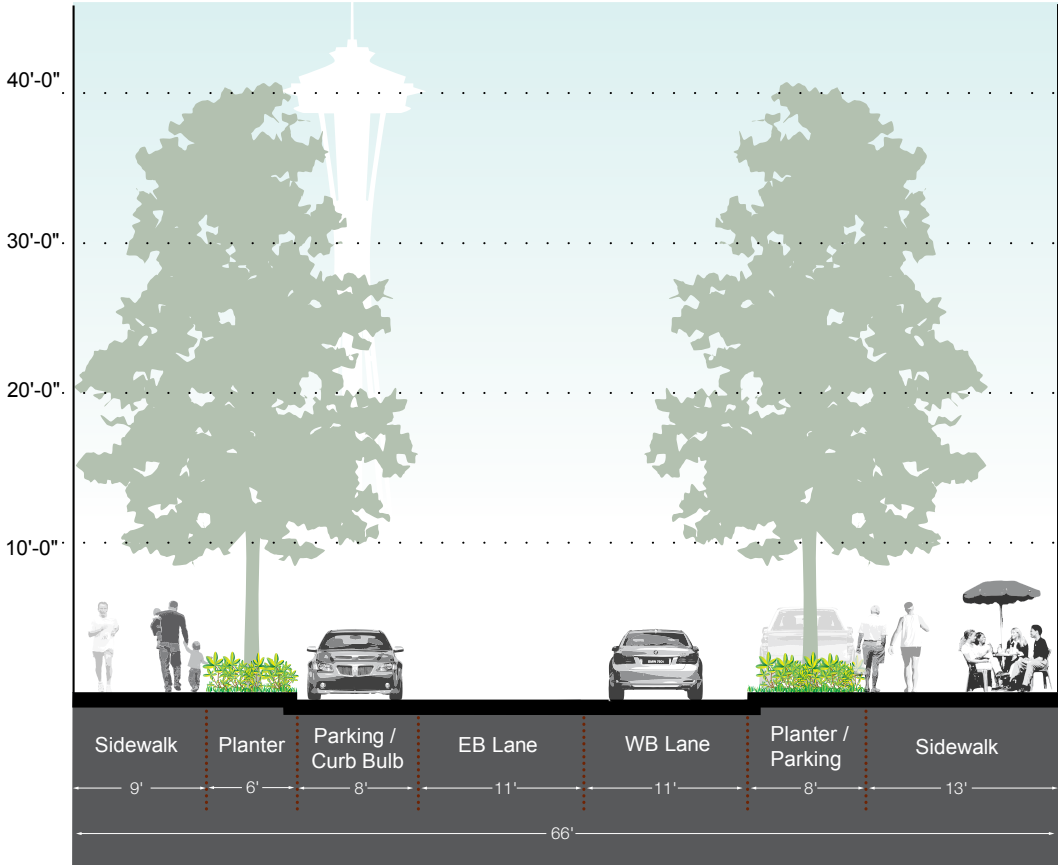 40'-0"
30'-0"
20'-0"
10'-0"
Sidewalk
Planter
Parking /
Curb Bulb
EB Lane
WB Lane
Planter /
Parking
Sidewalk
9'
6'
8'
11'
11'
8'
13'
66'